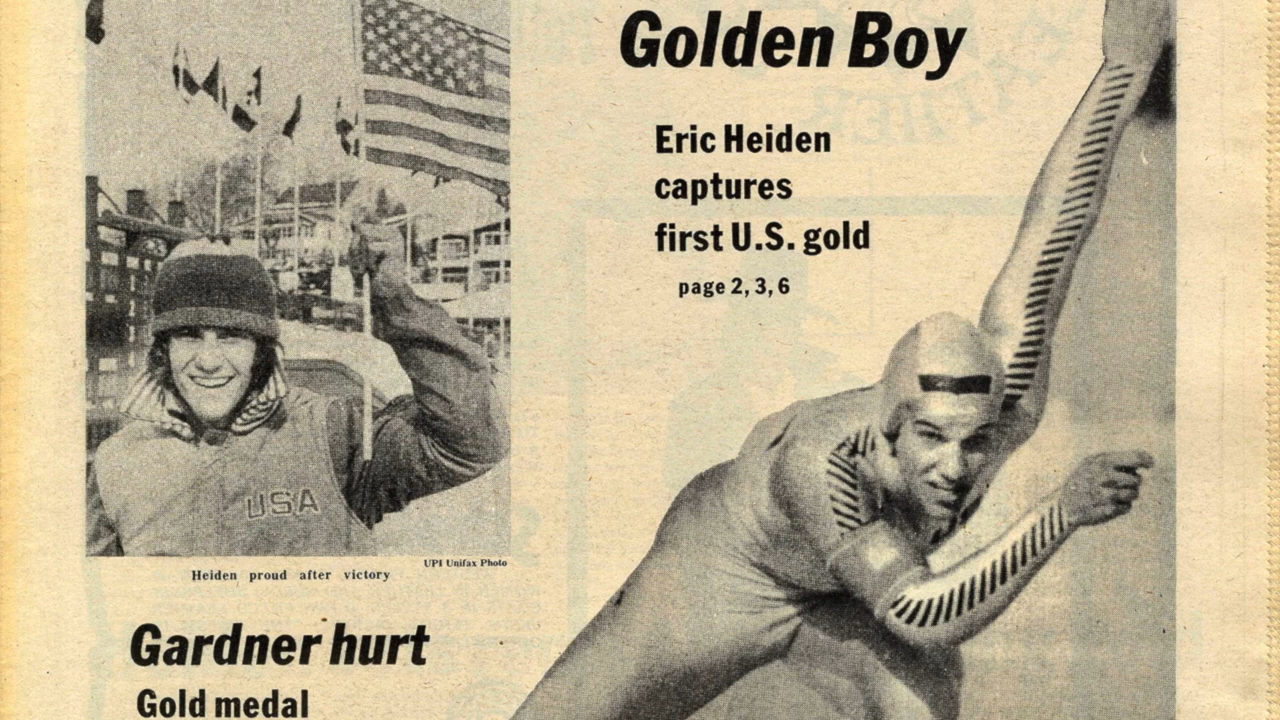 Golden Boy
Eric Heiden
captures
first U.S. gold
page 2, 3, 6
USA
UPI Unifax Photo
Heiden proud after victory
Gardner hurt
Gold medal